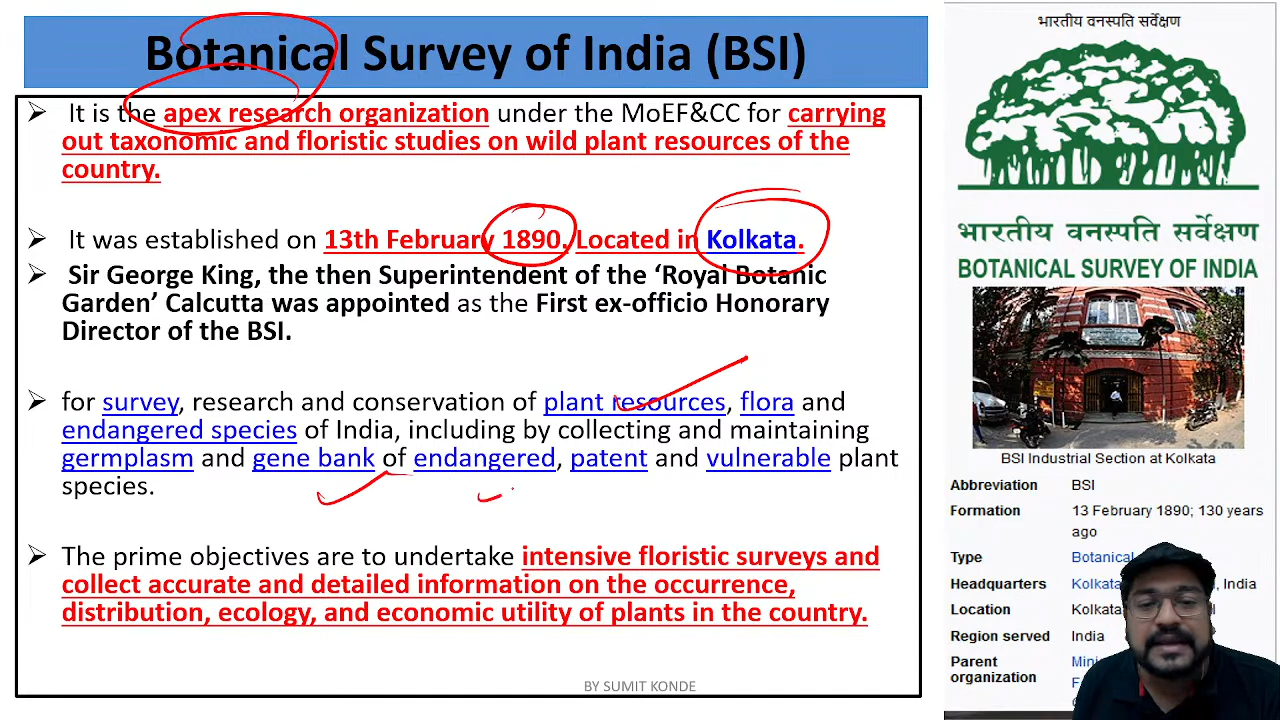 Botanical Survey of India (BSI)
➢ It is the apex research organization under the MoEF&CC for carrying
out taxonomic and floristic studies on wild plant resources of the
country.
➢ It was established on 13th February 1890. Located in Kolkata.
➢ Sir George King, the then Superintendent of the ‘Royal Botanic
Garden’ Calcutta was appointed as the First ex-officio Honorary
Director of the BSI.
➢ for survey, research and conservation of plant resources, flora and
endangered species of India, including by collecting and maintaining
germplasm and gene bank of endangered, patent and vulnerable plant
species.
➢ The prime objectives are to undertake intensive floristic surveys and
collect accurate and detailed information on the occurrence,
distribution, ecology, and economic utility of plants in the country.
BY SUMIT KONDE
भारतीय वनस्पति सर्वेक्षण
भारतीय वनस्पति सर्वेक्षण
BOTANICAL SURVEY OF INDIA
BSI Industrial Section at Kolkata
Abbreviation BSI
Formation 13 February 1890; 130 years
ago
Type Botanical
Headquarters Kolkata India
Location
Region served India
Parent
organization